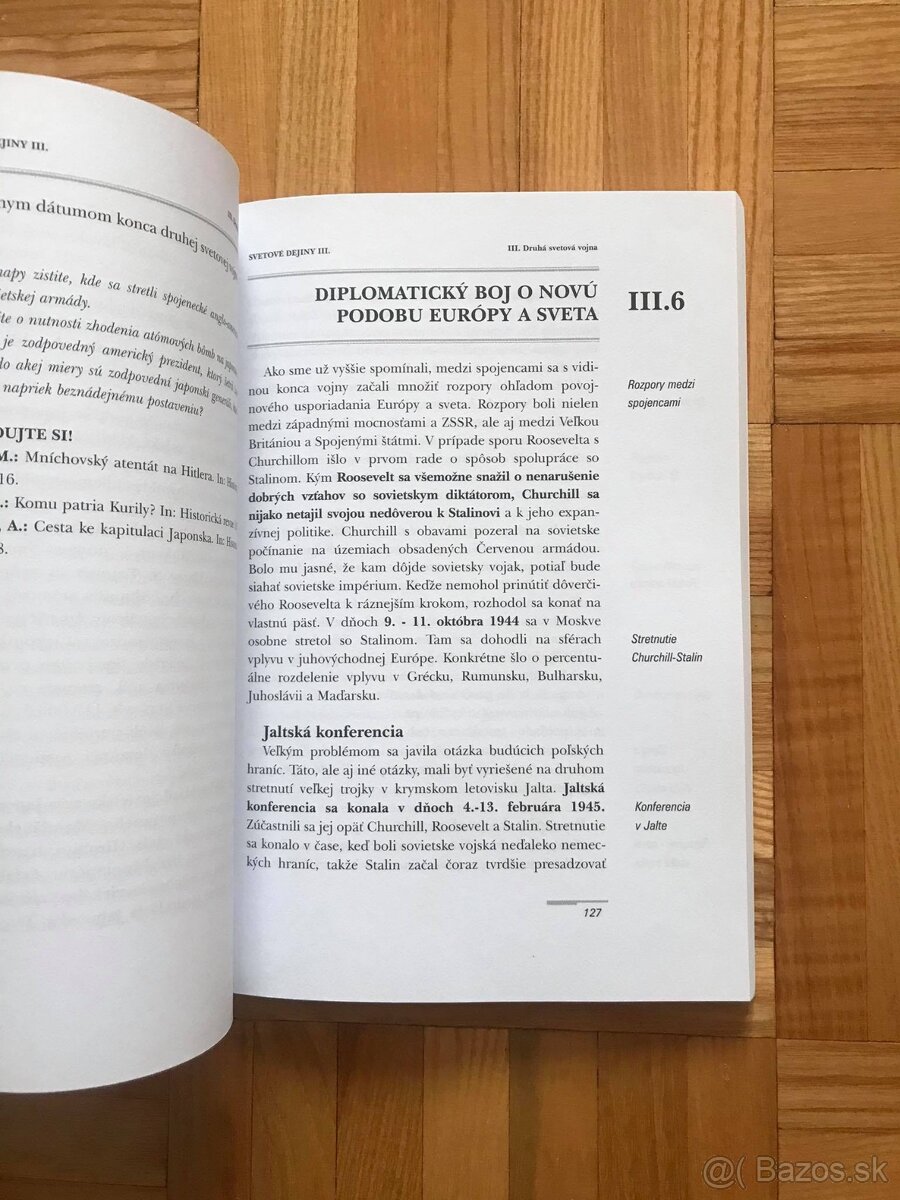 EJINY III.
nym dátumom konca druhej svetovej
mapy zistite, kde sa stretli spojenecké anglo-
etskej armády.
te o nutnosti zhodenia atómových bômb na
je zodpovedný americký prezident, ktorý
do akej miery sú zodpovední japonskí generáli,
napriek beznádejnému postaveniu?
DUJTE SI!
M.: Mníchovský atentát na Hitlera. In:
16.
.: Komu patria Kurily? In: Historická revue
, A.: Cesta ke kapitulaci Japonska. In:
8.
SVETOVÉ DEJINY III.
III. Druhá svetová vojna
DIPLOMATICKÝ BOJ O NOVÚ
PODOBU EURÓPY A SVETA
III.6
Ako sme už vyššie spomínali, medzi spojencami sa s vidi-
nou konca vojny začali množiť rozpory ohľadom povoj-
nového usporiadania Európy a sveta. Rozpory boli nielen
medzi západnými mocnosťami a ZSSR, ale aj medzi Veľkou
Britániou a Spojenými štátmi. V prípade sporu Roosevelta s
Churchillom išlo v prvom rade o spôsob spolupráce so
Stalinom. Kým Roosevelt sa všemožne snažil o nenarušenie
dobrých vzťahov so sovietskym diktátorom, Churchill sa
nijako netajil svojou nedôverou k Stalinovi a k jeho expan-
zívnej politike. Churchill s obavami pozeral na sovietske
počínanie na územiach obsadených Červenou armádou.
Bolo mu jasné, že kam dôjde sovietsky vojak, potiaľ bude
siahať sovietske impérium. Keďže nemohol prinútiť dôverči-
vého Roosevelta k ráznejším krokom, rozhodol sa konať na
vlastnú päsť. V dňoch 9. - 11. októbra 1944 sa v Moskve
osobne stretol so Stalinom. Tam sa dohodli na sférach
vplyvu v juhovýchodnej Európe. Konkrétne šlo o percentu-
álne rozdelenie vplyvu v Grécku, Rumunsku, Bulharsku,
Juhoslávii a Maďarsku.
Rozpory medzi
spojencami
Stretnutie
Churchill-Stalin
Jaltská konferencia
Veľkým problémom sa javila otázka budúcich poľských
hraníc. Táto, ale aj iné otázky, mali byť vyriešené na druhom
stretnutí veľkej trojky v krymskom letovisku Jalta. Jaltská
konferencia sa konala v dňoch 4.-13. februára 1945.
Zúčastnili sa jej opäť Churchill, Roosevelt a Stalin. Stretnutie
sa konalo v čase, keď boli sovietske vojská neďaleko nemec-
kých hraníc, takže Stalin začal čoraz tvrdšie presadzovať
Konferencia
v Jalte
127
@( Bazos.sk